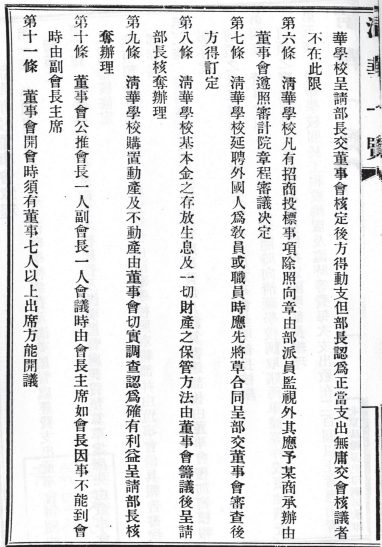 清華一覽
華學校呈請部長交董事會核定後方得動支但部長認爲正當支出無庸交會核議者
不在此限
第六條　清華學校凡有招商投標事項除照向章由部派員監視外其應予某商承辦由
董事會遵照審計院章程審議决定
第七條　清華學校延聘外國人爲敎員或職員時應先將草合同呈部交董事會審查後
方得訂定
第八條　清華學校基本金之存放生息及一切財產之保管方法由董事會籌議後呈請
部長核奪辦理
第九條　清華學校購置動產及不動產由董事會切實調查認爲確有利益呈請部長核
奪辦理
第十條　董事會公推會長一人副會長一人會議時由會長主席如會長因事不能到會
時由副會長主席
第十一條　董事會開會時須有董事七人以上出席方能開議